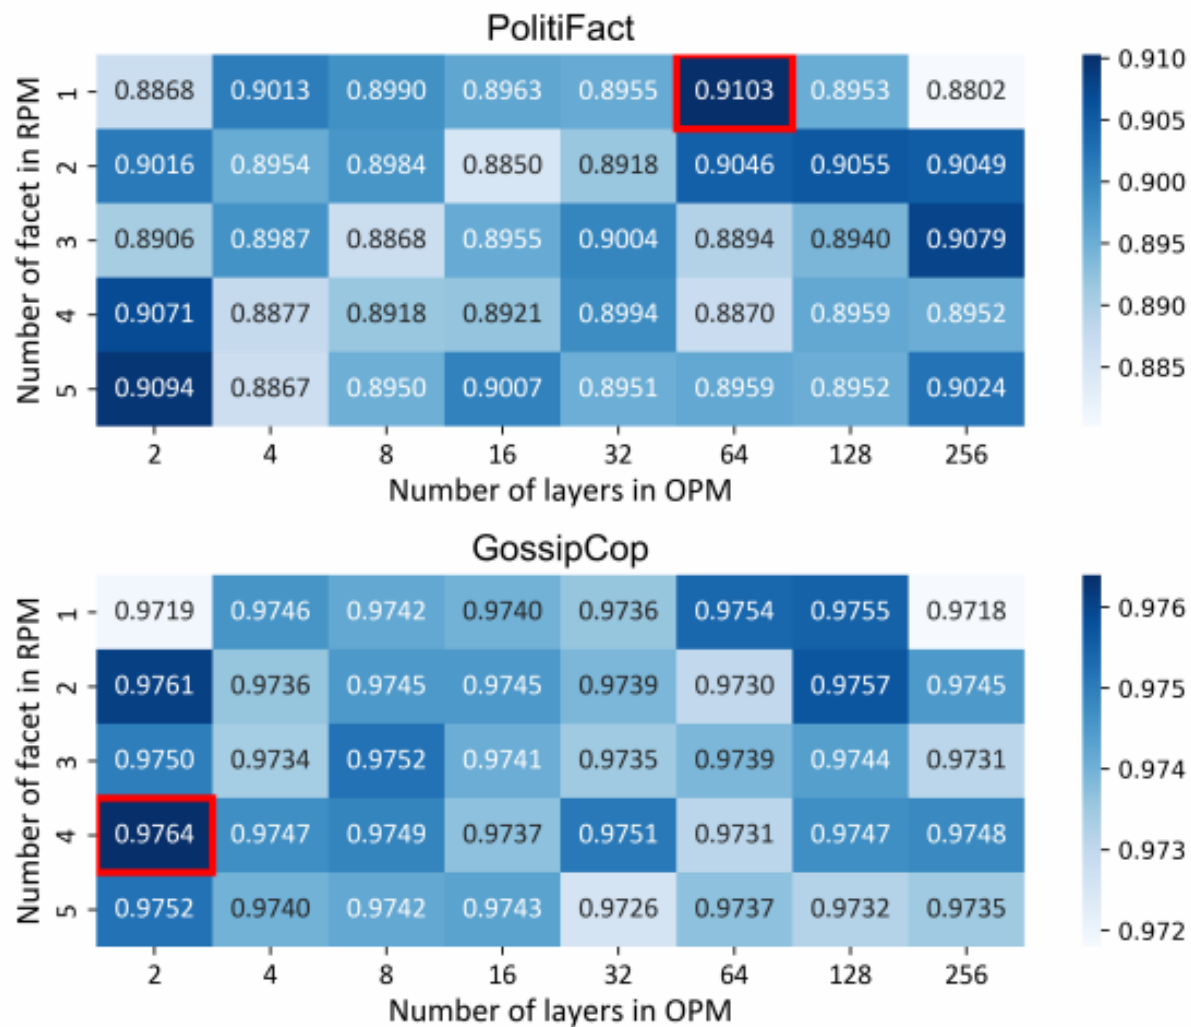 PolitiFact
Number of facet in RPM
1 0.8868 0.9013 0.8990 0.8963 0.8955 0.9103 0.8953 0.8802
2 0.9016 0.8954 0.8984 0.8850 0.8918 0.9046 0.9055 0.9049
3 0.8906 0.8987 0.8868 0.8955 0.9004 0.8894 0.8940 0.9079
4 0.9071 0.8877 0.8918 0.8921 0.8994 0.8870 0.8959 0.8952
5 0.9094 0.8867 0.8950 0.9007 0.8951 0.8959 0.8952 0.9024
2 4 8 16 32 64 128 256
Number of layers in OPM
0.910
0.905
0.900
0.895
0.890
0.885
GossipCop
Number of facet in RPM
1 0.9719 0.9746 0.9742 0.9740 0.9736 0.9754 0.9755 0.9718
2 0.9761 0.9736 0.9745 0.9745 0.9739 0.9730 0.9757 0.9745
3 0.9750 0.9734 0.9752 0.9741 0.9735 0.9739 0.9744 0.9731
4 0.9764 0.9747 0.9749 0.9737 0.9751 0.9731 0.9747 0.9748
5 0.9752 0.9740 0.9742 0.9743 0.9726 0.9737 0.9732 0.9735
2 4 8 16 32 64 128 256
Number of layers in OPM
0.976
0.975
0.974
0.973
0.972